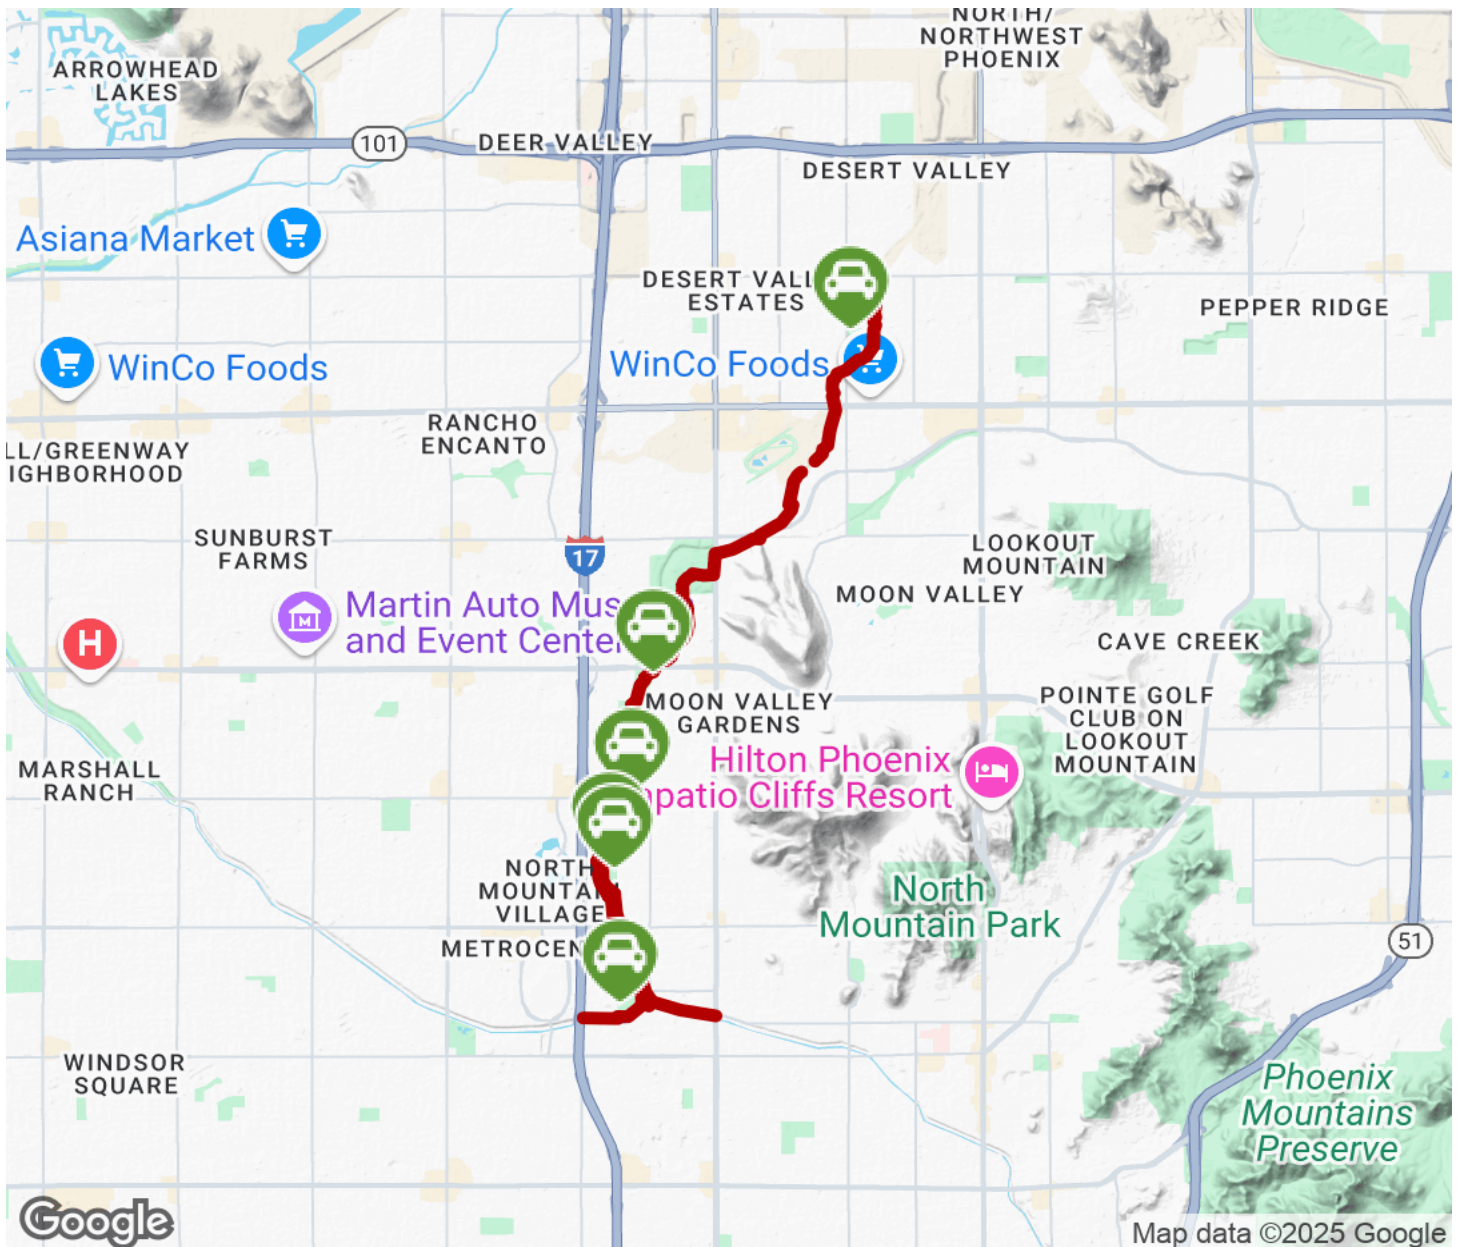 NORTH/
NORTHWEST
PHOENIX
ARROWHEAD
LAKES
101
DEER VALLEY
DESERT VALLEY
Asiana Market
DESERT VALL
ESTATES
PEPPER RIDGE
WinCo Foods
WinCo Foods
RANCHO
ENCANTO
LL/GREENWAY
IGHBORHOOD
SUNBURST
FARMS
17
LOOKOUT
MOUNTAIN
MOON VALLEY
Martin Auto Mus
and Event Center
H
M
CAVE CREEK
MOON VALLEY
GARDENS
POINTE GOLF
CLUB ON
LOOKOUT
MOUNTAIN
Hilton Phoenix
patio Cliffs Resort
MARSHALL
RANCH
NORTH
MOUNTAIN
VILLAGE
North
Mountain Park
METROCEN
51
WINDSOR
SQUARE
Phoenix
Mountains
Preserve
Google
Map data ©2025 Google